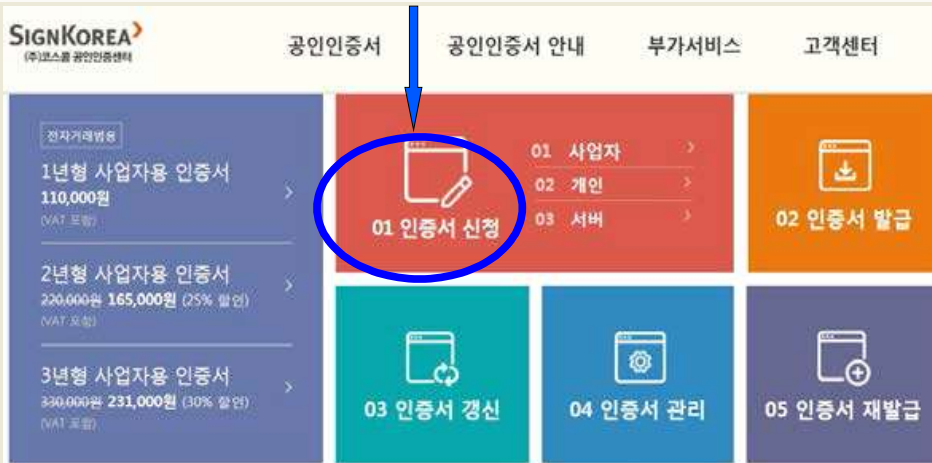 SIGNKOREA
(주)코스콤 공인인증센터
공인인증서 공인인증서 안내 부가서비스 고객센터
전자거래범용
1년형 사업자용 인증서
110,000원
(VAT 포함)
2년형 사업자용 인증서
220,000원 165,000원 (25% 할인)
(VAT 포함)
3년형 사업자용 인증서
330,000원 231,000원 (30% 할인)
(VAT 포함)
01 인증서 신청
01 사업자
02 개인
03 서버
02 인증서 발급
03 인증서 갱신
04 인증서 관리
05 인증서 재발급